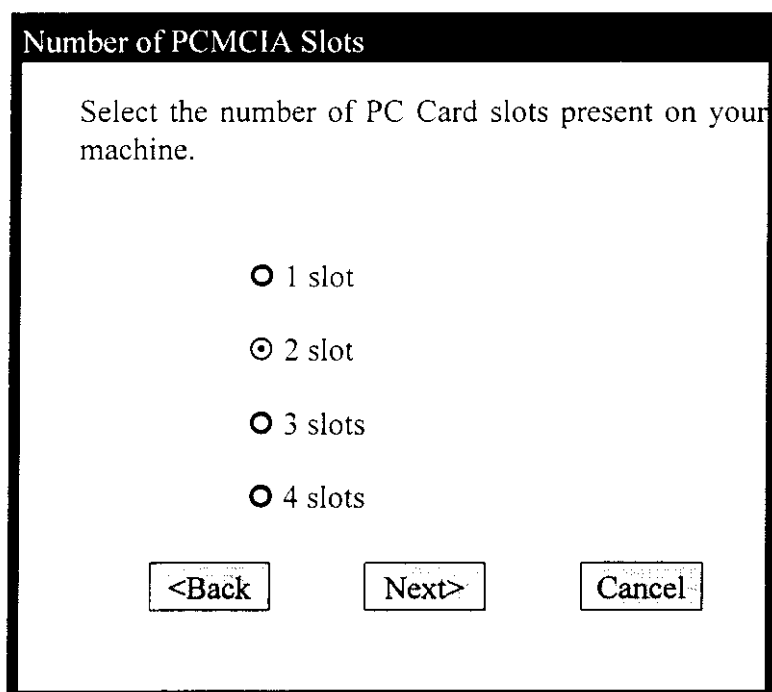 Number of PCMCIA Slots
Select the number of PC Card slots present on your
machine.
1 slot
2 slot
3 slots
4 slots
<Back Next> Cancel